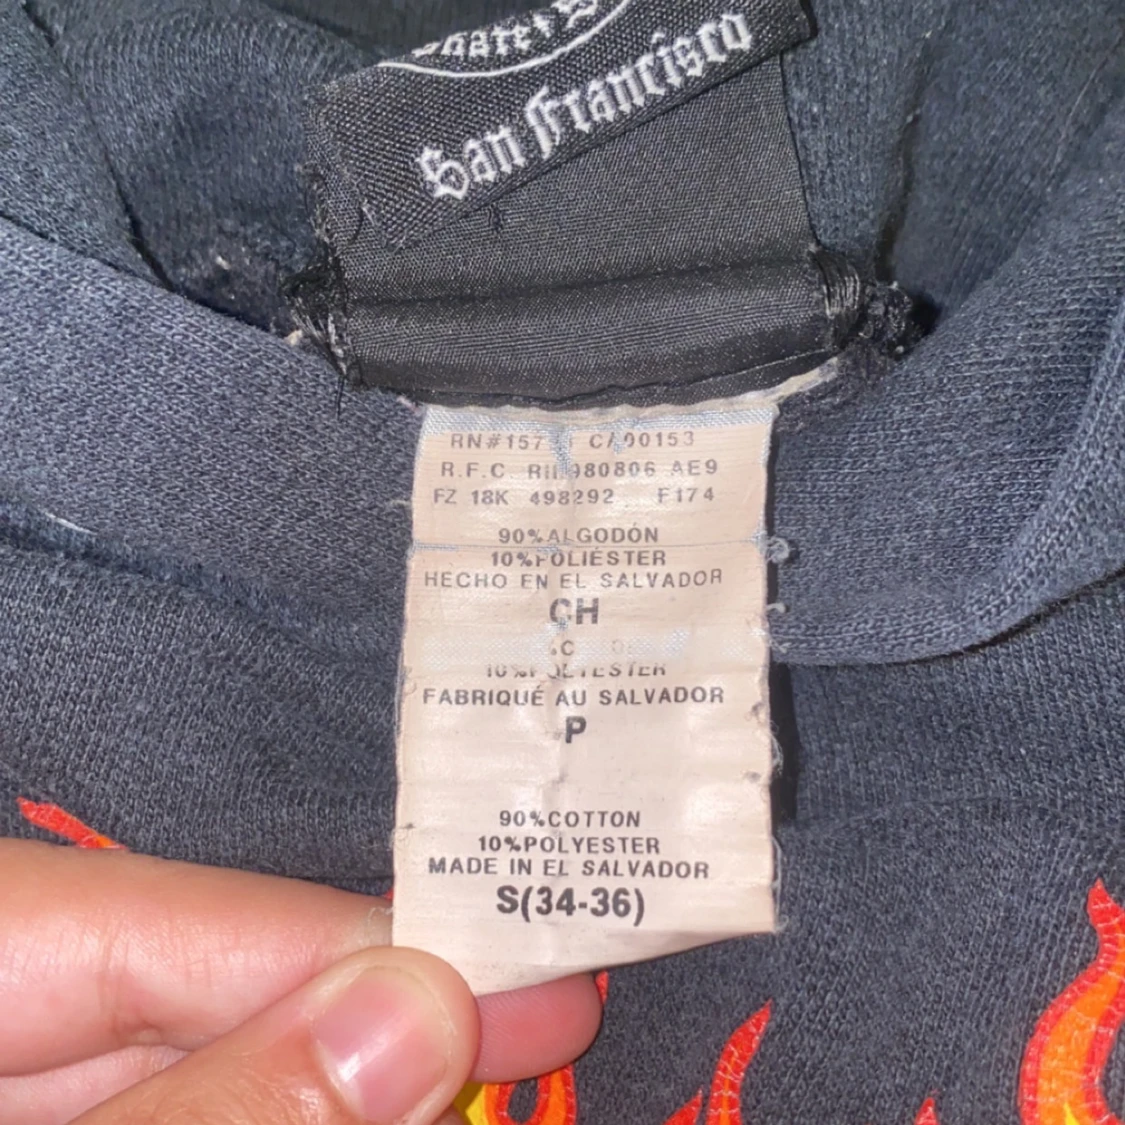 San Francisco
RN#157 CA00153
R.F.C. 980806 AE9
FZ 18K 498292 F174
90%ALGODÓN
10%POLIÉSTER
HECHO EN EL SALVADOR
CH
10%POLYESTER
FABRIQUÉ AU SALVADOR
P
90%COTTON
10%POLYESTER
MADE IN EL SALVADOR
S(34-36)